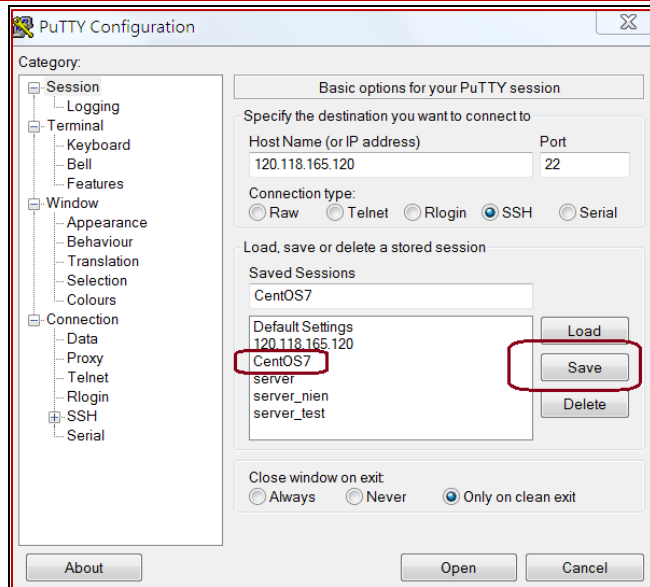 PuTTY Configuration
Category:
Session
Logging
Terminal
Keyboard
Bell
Features
Window
Appearance
Behaviour
Translation
Selection
Colours
Connection
Data
Proxy
Telnet
Rlogin
SSH
Serial
Basic options for your PuTTY session
Specify the destination you want to connect to
Host Name (or IP address) Port
120.118.165.120 22
Connection type:
Raw Telnet Rlogin SSH Serial
Load, save or delete a stored session
Saved Sessions
CentOS7
Default Settings
120.118.165.120
CentOS7
server
server_nien
server_test
Load
Save
Delete
Close window on exit:
Always Never Only on clean exit
About Open Cancel